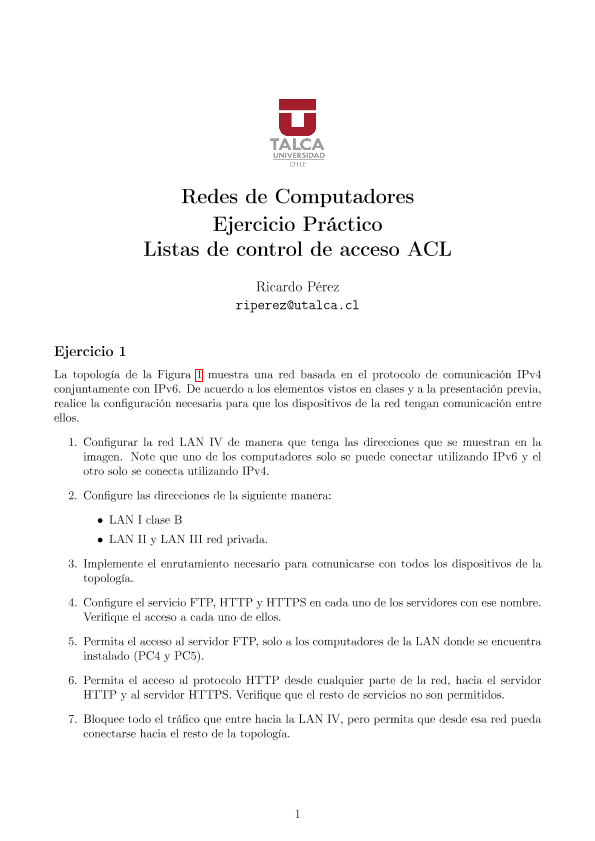 TALCA
UNIVERSIDAD
CHILE
Redes de Computadores
Ejercicio Práctico
Listas de control de acceso ACL
Ricardo Pérez
riperez@utalca.cl
Ejercicio 1
La topología de la Figura 1 muestra una red basada en el protocolo de comunicación IPv4
conjuntamente con IPv6. De acuerdo a los elementos vistos en clases y a la presentación previa,
realice la configuración necesaria para que los dispositivos de la red tengan comunicación entre
ellos.
1. Configurar la red LAN IV de manera que tenga las direcciones que se muestran en la
imagen. Note que uno de los computadores solo se puede conectar utilizando IPv6 y el
otro solo se conecta utilizando IPv4.
2. Configure las direcciones de la siguiente manera:
• LAN I clase B
• LAN II y LAN III red privada.
3. Implemente el enrutamiento necesario para comunicarse con todos los dispositivos de la
topología.
4. Configure el servicio FTP, HTTP y HTTPS en cada uno de los servidores con ese nombre.
Verifique el acceso a cada uno de ellos.
5. Permita el acceso al servidor FTP, solo a los computadores de la LAN donde se encuentra
instalado (PC4 y PC5).
6. Permita el acceso al protocolo HTTP desde cualquier parte de la red, hacia el servidor
HTTP y al servidor HTTPS. Verifique que el resto de servicios no son permitidos.
7. Bloquee todo el tráfico que entre hacia la LAN IV, pero permita que desde esa red pueda
conectarse hacia el resto de la topología.
1